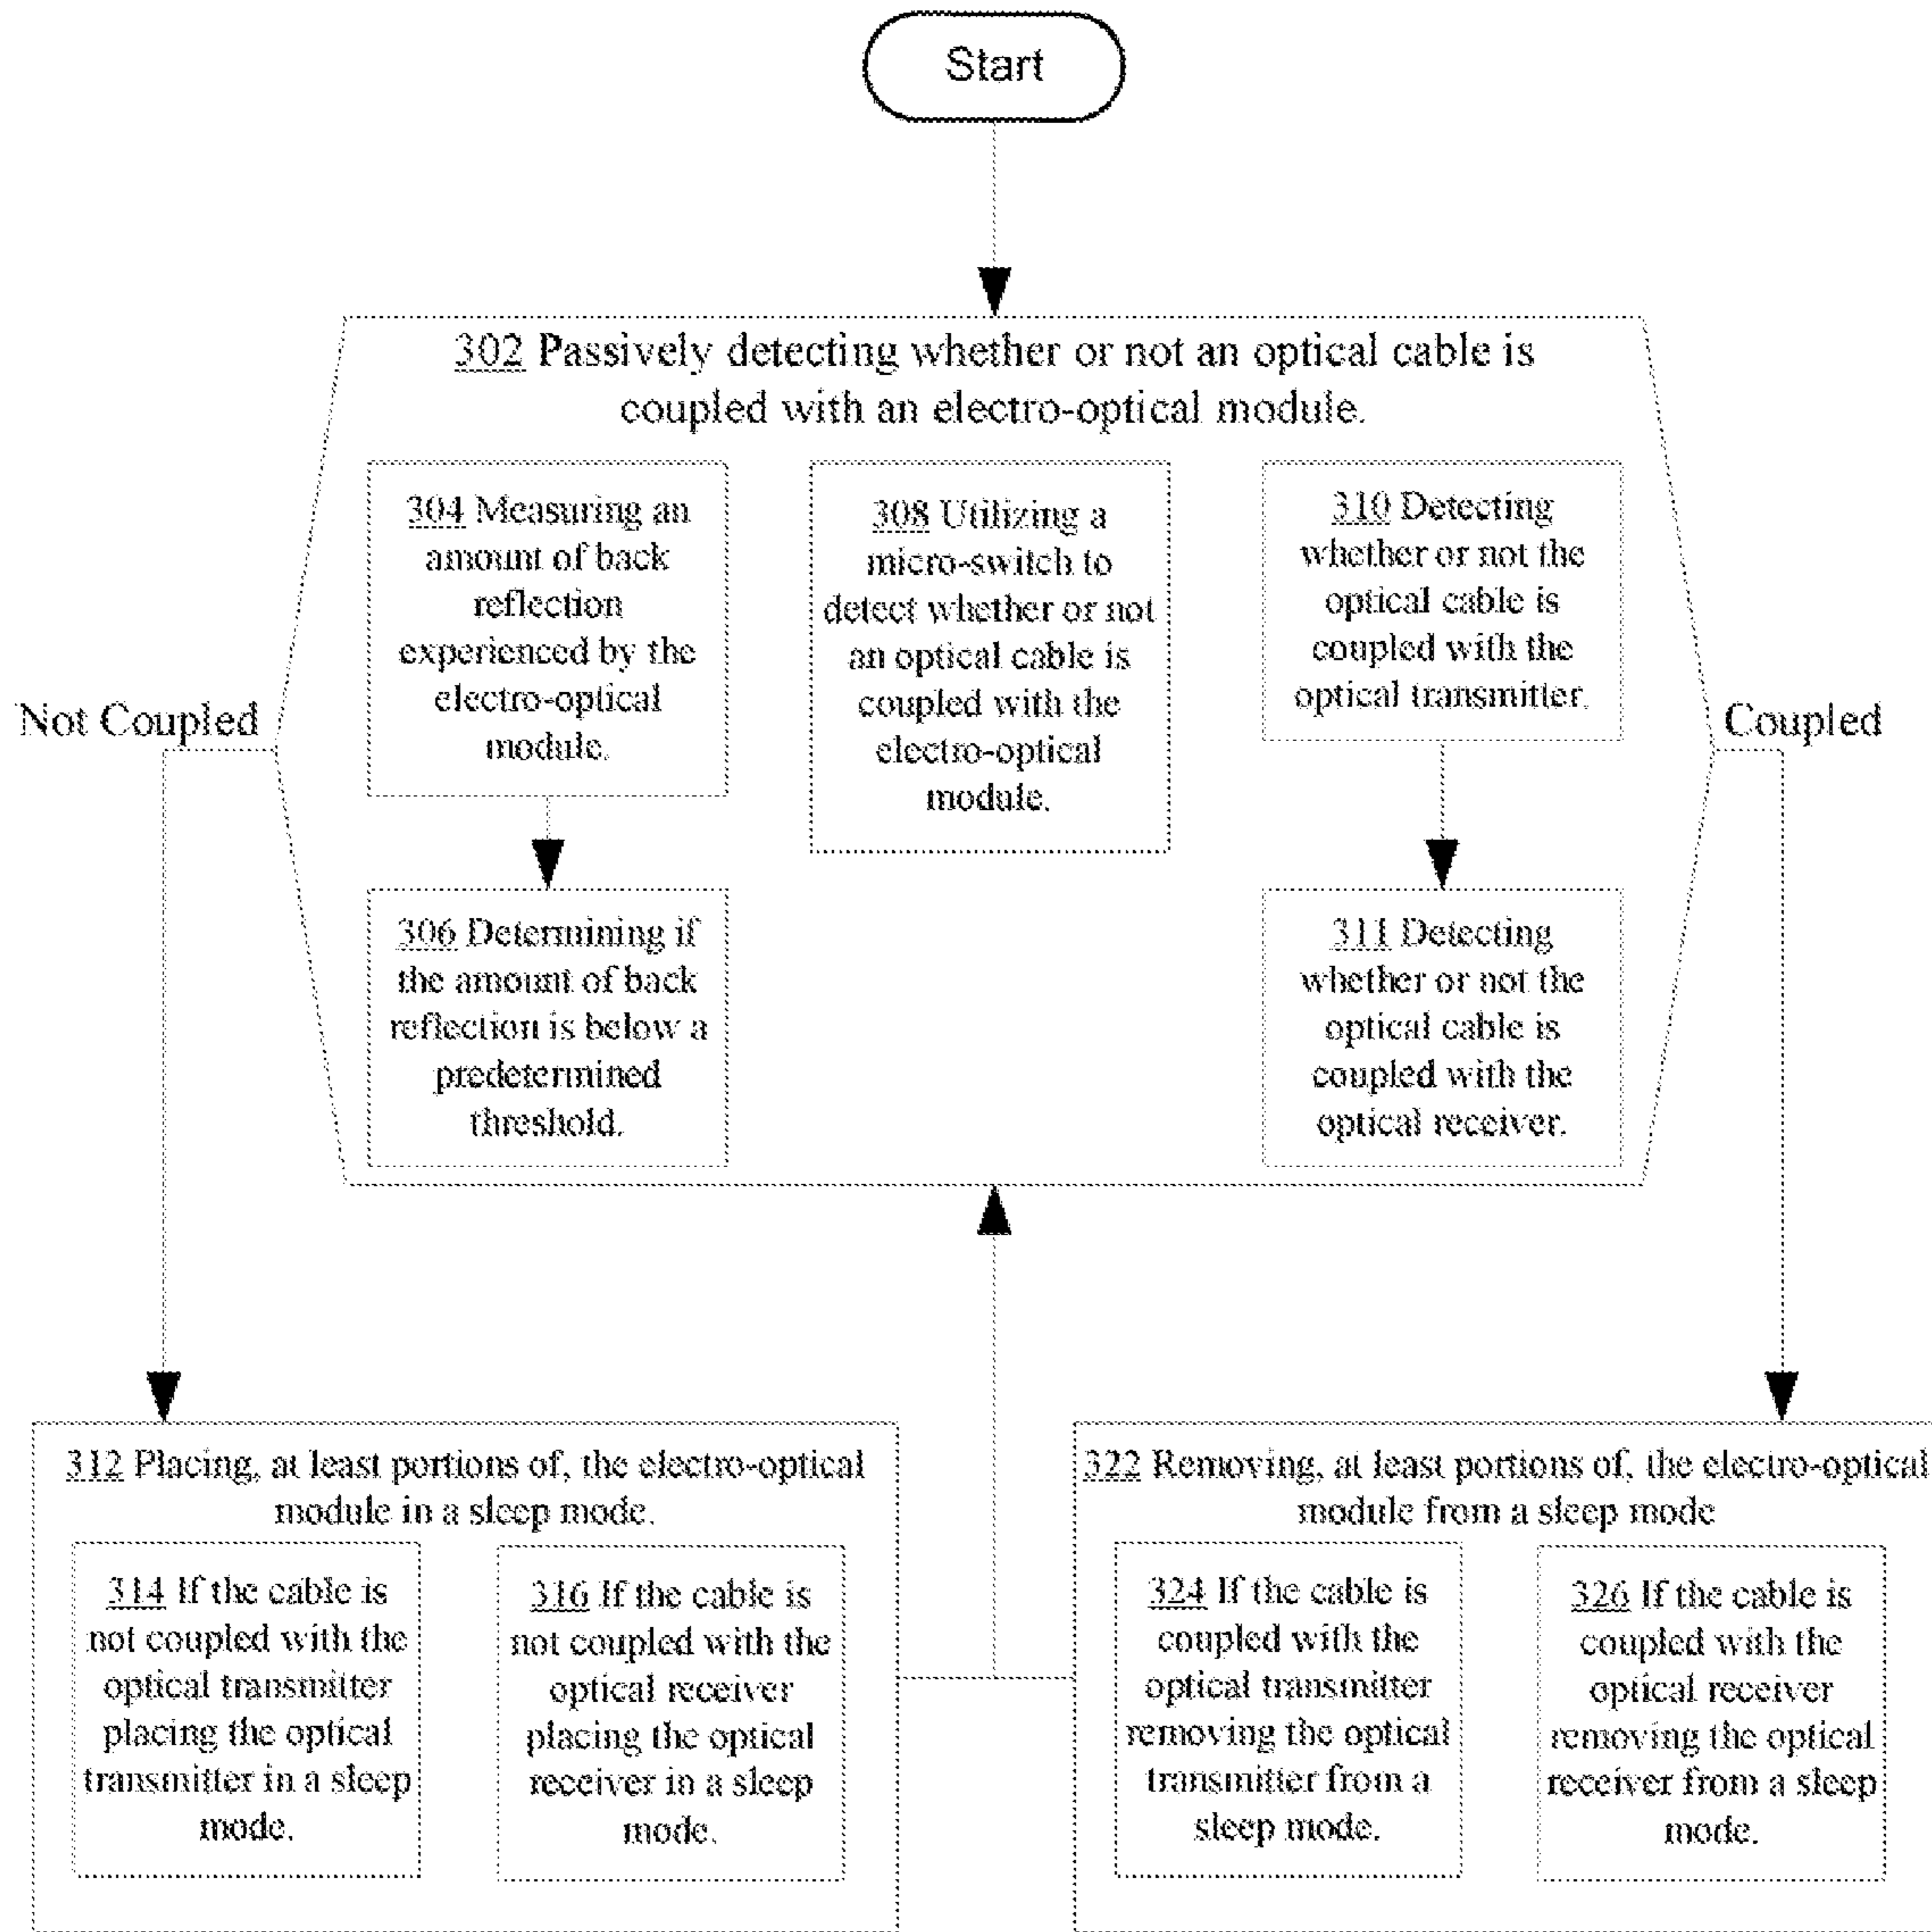 Start
302 Passively detecting whether or not an optical cable is
coupled with an electro-optical module.
304 Measuring an
amount of back
reflection
experienced by the
electro-optical
module.
308 Utilizing a
micro-switch to
detect whether or not
an optical cable is
coupled with the
electro-optical
module.
310 Detecting
whether or not the
optical cable is
coupled with the
optical transmitter.
Not Coupled
Coupled
306 Determining if
the amount of back
reflection is below a
predetermined
threshold.
311 Detecting
whether or not the
optical cable is
coupled with the
optical receiver.
312 Placing, at least portions of, the electro-optical
module in a sleep mode.
314 If the cable is
not coupled with the
optical transmitter
placing the optical
transmitter in a sleep
mode.
316 If the cable is
not coupled with the
optical receiver
placing the optical
receiver in a sleep
mode.
322 Removing, at least portions of, the electro-optical
module from a sleep mode
324 If the cable is
coupled with the
optical transmitter
removing the optical
transmitter from a
sleep mode.
326 If the cable is
coupled with the
optical receiver
removing the optical
receiver from a sleep
mode.